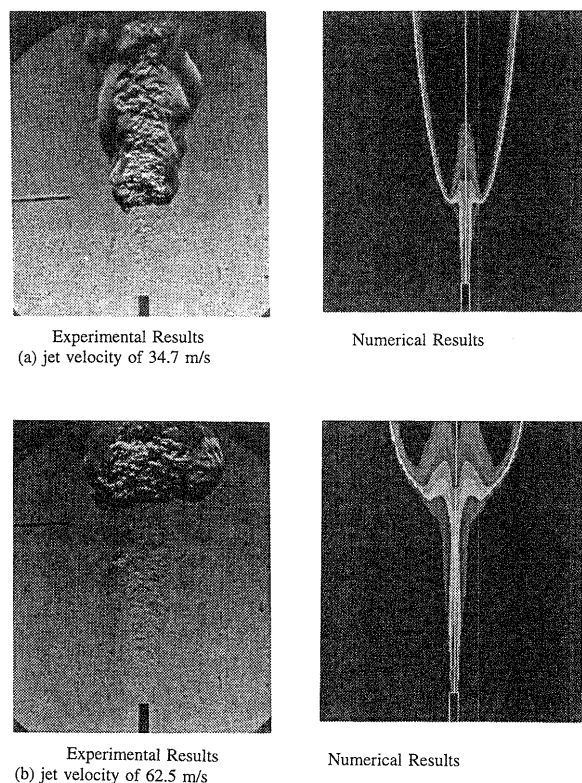 Experimental Results
Numerical Results
(a) jet velocity of 34.7 m/s
Experimental Results
Numerical Results
(b) jet velocity of 62.5 m/s